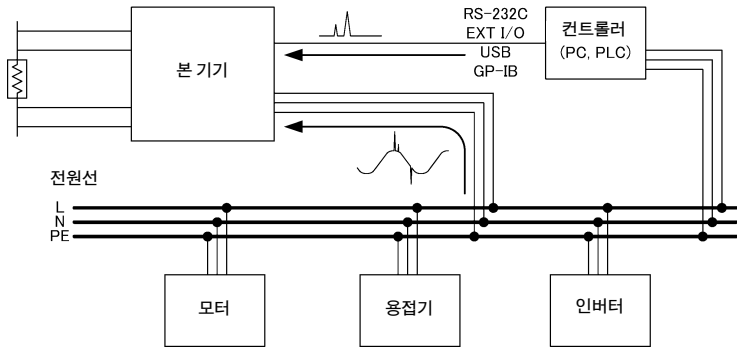 본 기기
RS-232C
EXT I/O
USB
GP-IB
컨트롤러
(PC, PLC)
전원선
L
N
PE
모터
용접기
인버터